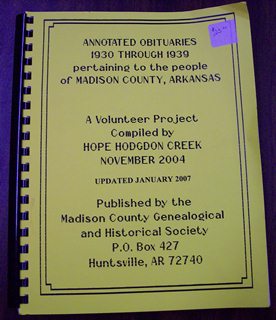 ANNOTATED OBITUARIES
1930 THROUGH 1939
pertaining to the people
of MADISON COUNTY, ARKANSAS
A Volunteer Project
Compiled by
HOPE HODGDON CREEK
NOVEMBER 2004
UPDATED JANUARY 2007
Published by the
Madison County Genealogical
and Historical Society
P.O. Box 427
Huntsville, AR 72740